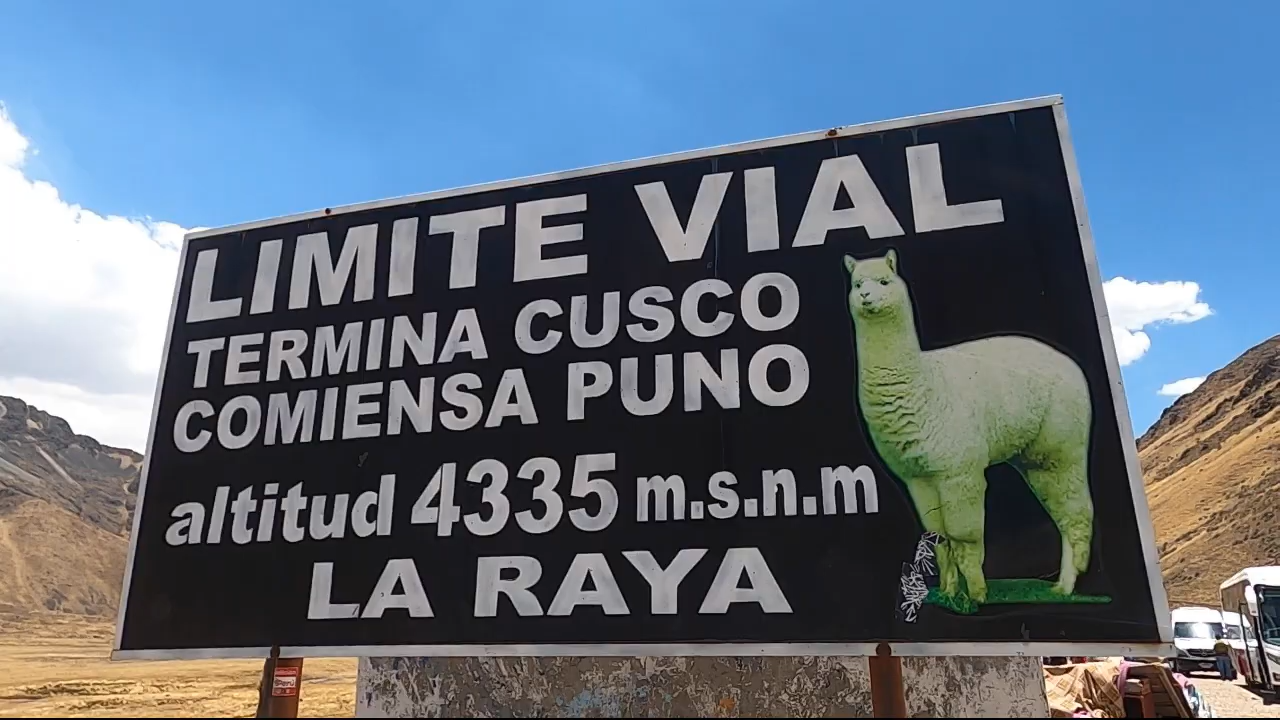 LIMITE VIAL
TERMINA CUSCO
COMIENSA PUNO
altitud 4335 m.s.n.m
LA RAYA